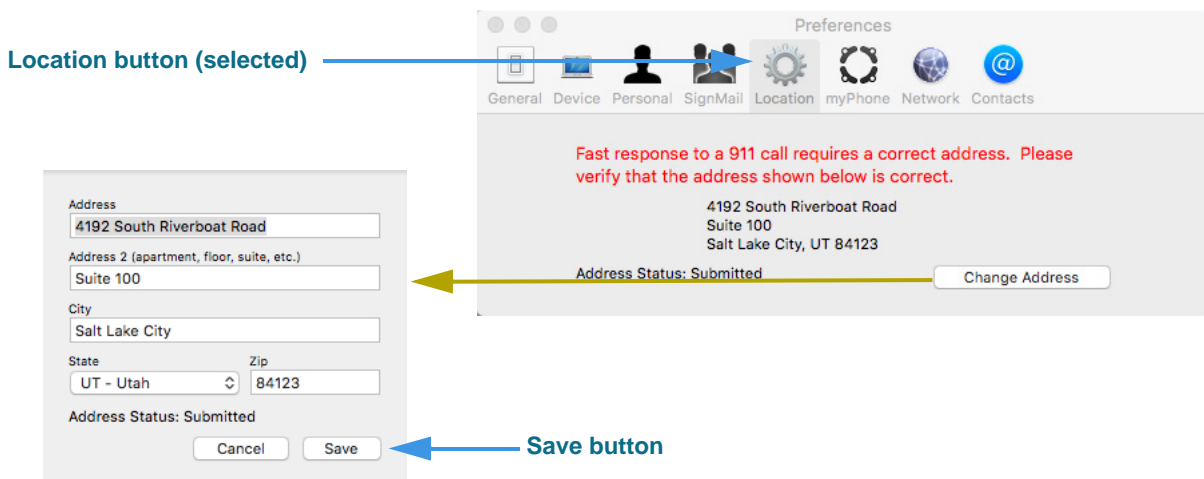 Preferences
Location button (selected)
General Device Personal SignMail Location myPhone Network Contacts
Fast response to a 911 call requires a correct address. Please
verify that the address shown below is correct.
4192 South Riverboat Road
Suite 100
Salt Lake City, UT 84123
Address Status: Submitted
Change Address
Address
4192 South Riverboat Road
Address 2 (apartment, floor, suite, etc.)
Suite 100
City
Salt Lake City
State Zip
UT - Utah 84123
Address Status: Submitted
Cancel Save
Save button